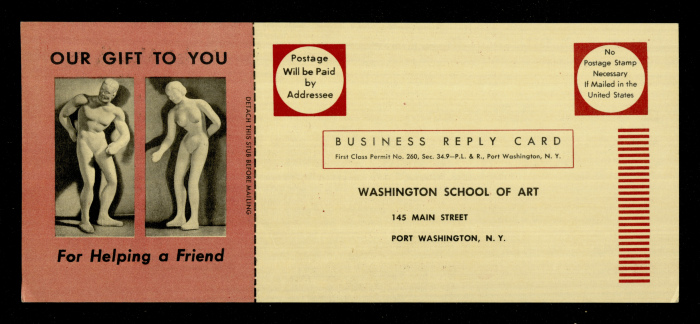 OUR GIFT TO YOU
For Helping a Friend
DETACH THIS STUB BEFORE MAILING
Postage
Will be Paid
by
Addressee
No
Postage Stamp
Necessary
If Mailed in the
United States
BUSINESS REPLY CARD
First Class Permit No. 260, Sec. 34.9—P.L. & R., Port Washington, N. Y.
WASHINGTON SCHOOL OF ART
145 MAIN STREET
PORT WASHINGTON, N. Y.